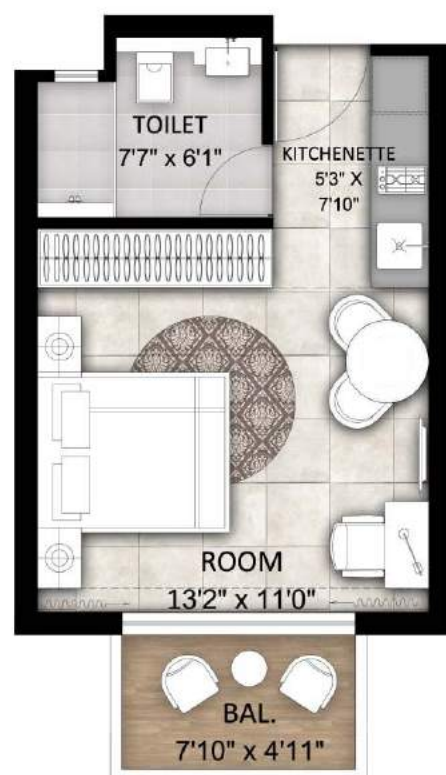 TOILET
7'7" x 6'1"
KITCHENETTE
5'3" X
7'10"
ROOM
13'2" x 11'0"
BAL.
7'10" x 4'11"